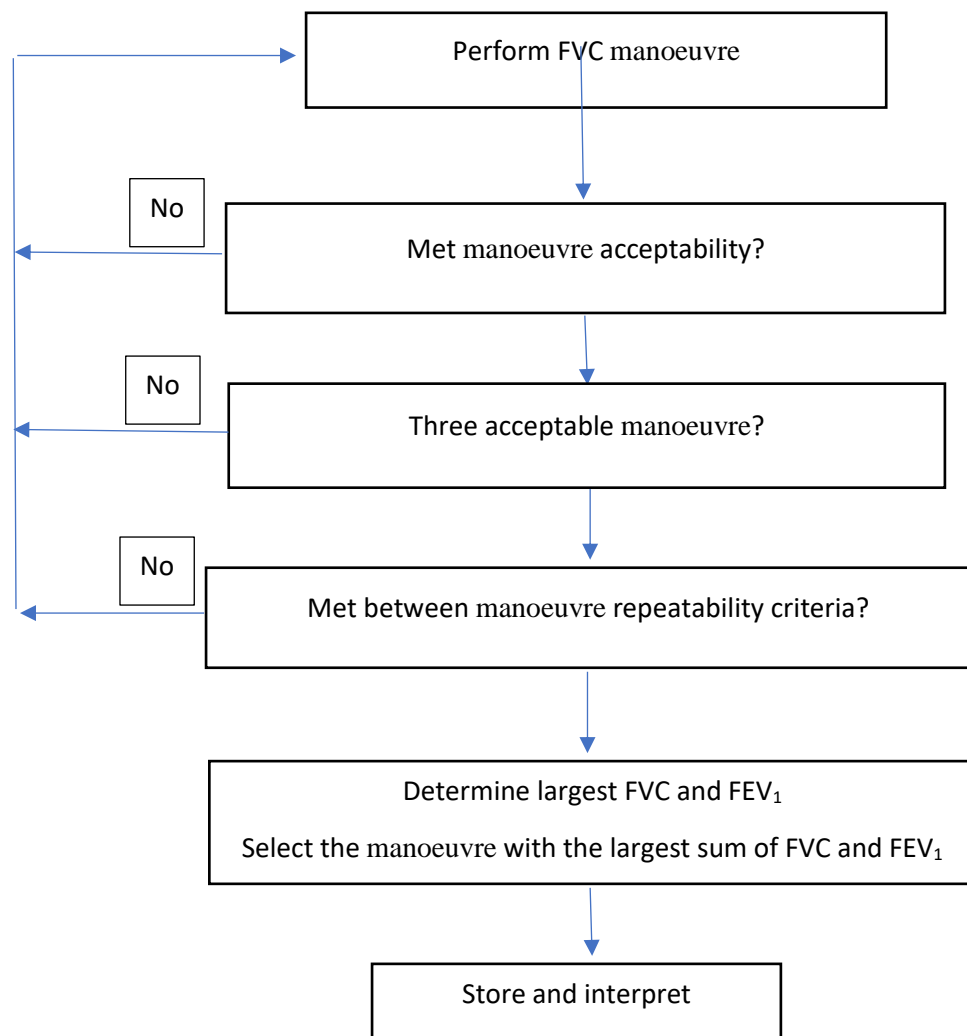 Perform FVC manoeuvre
No
Met manoeuvre acceptability?
No
Three acceptable manoeuvre?
No
Met between manoeuvre repeatability criteria?
Determine largest FVC and FEV₁
Select the manoeuvre with the largest sum of FVC and FEV₁
Store and interpret